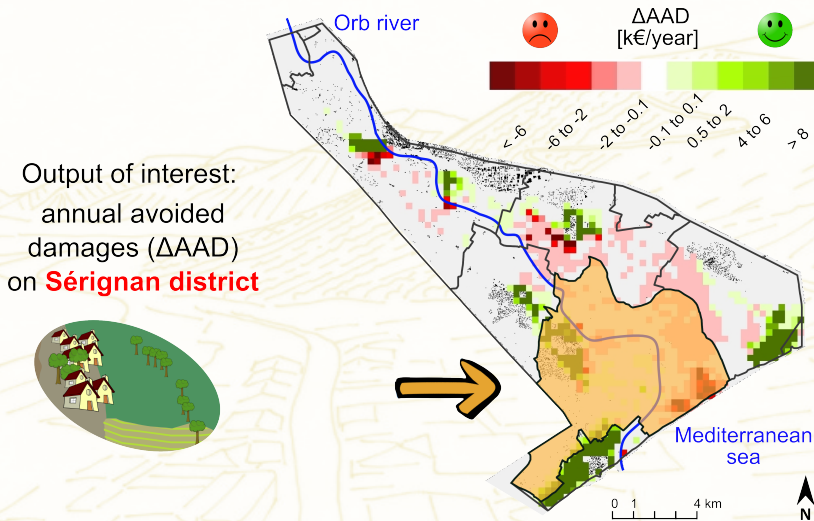 Orb river
ΔAAD
[k€/year]
< -6
-6 to -2
-2 to -0.1
-0.1 to 0.1
0.5 to 2
4 to 6
> 8
Output of interest:
annual avoided
damages (ΔAAD)
on Sérignan district
Mediterranean
sea
0 1 4 km
N